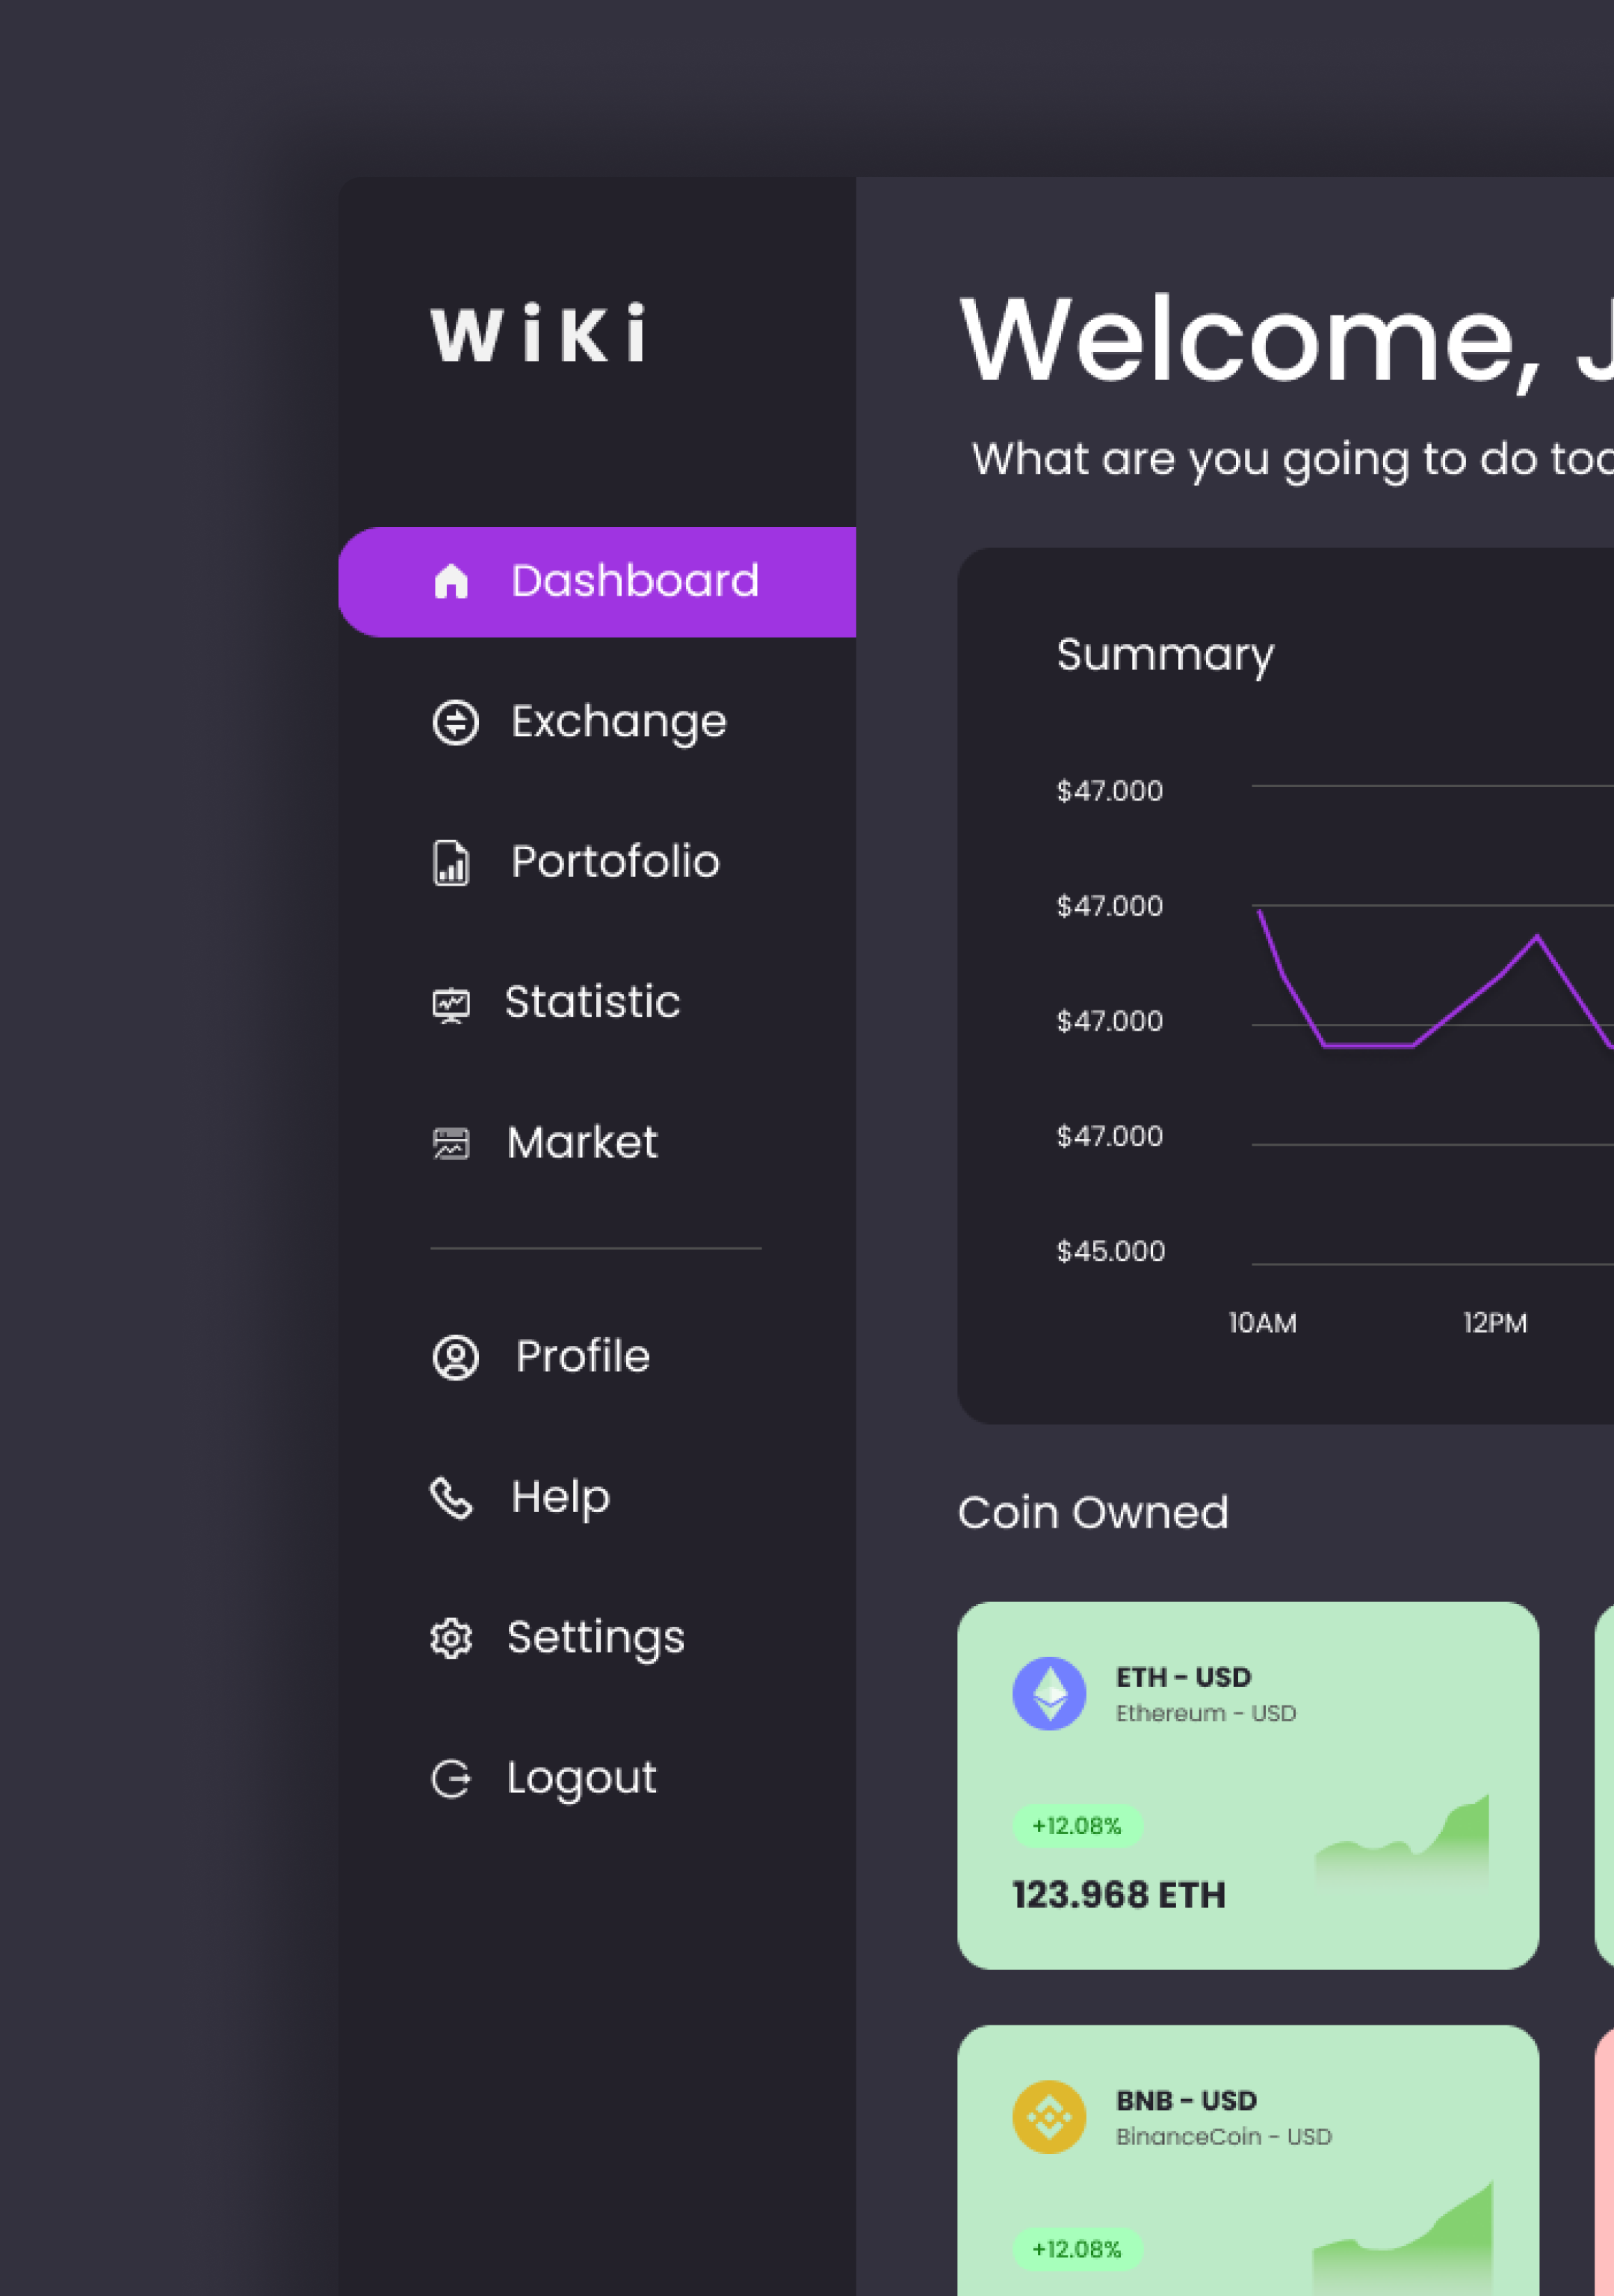 WiKi
Dashboard
Exchange
Portofolio
Statistic
Market
Profile
Help
Settings
Logout
Welcome,
What are you going to do
Summary
$47.000
$47.000
$47.000
$47.000
$45.000
10AM
12PM
Coin Owned
ETH - USD
Ethereum - USD
+12.08%
123.968 ETH
BNB - USD
BinanceCoin - USD
+12.08%